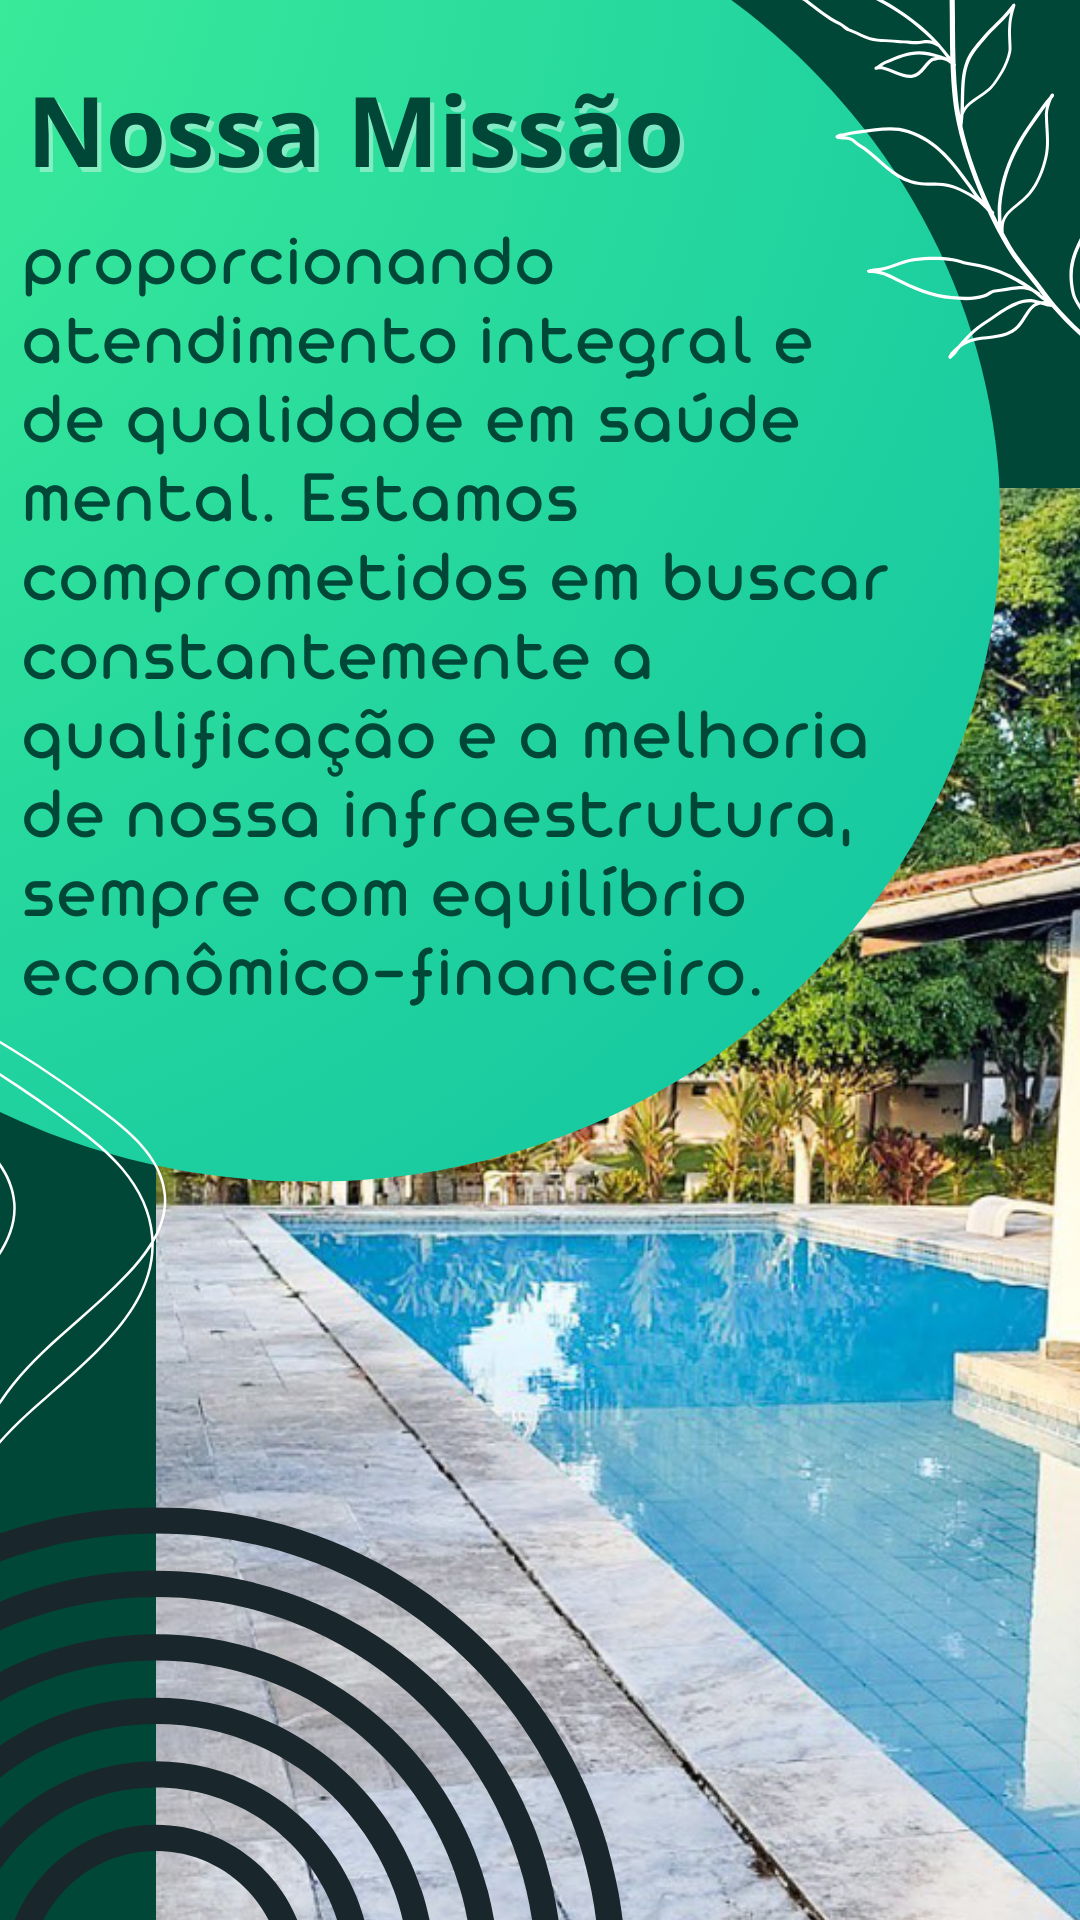 Nossa Missão
proporcionando
atendimento integral e
de qualidade em saúde
mental. Estamos
comprometidos em buscar
constantemente a
qualificação e a melhoria
de nossa infraestrutura,
sempre com equilíbrio
econômico-financeiro.